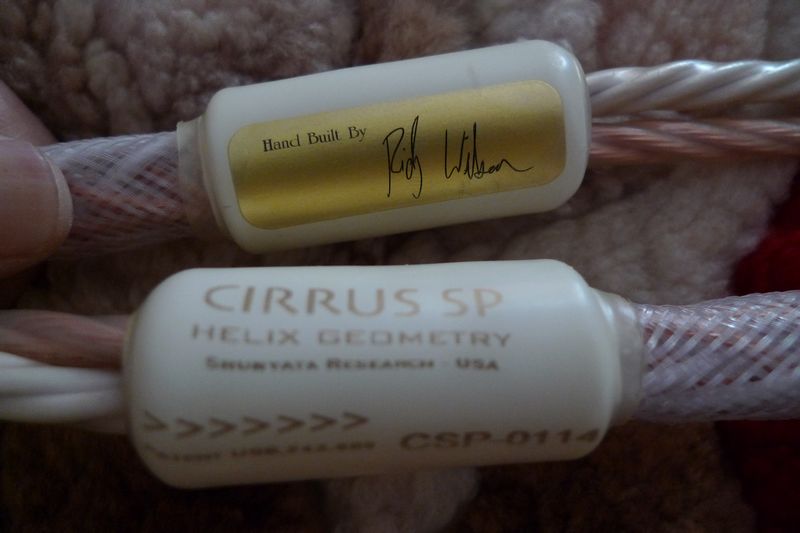 Hand Built By
Rick Wilson
CIRRUS SP
HELIX GEOMETRY
SHUNYATA RESEARCH - USA
>>>>>>>
CSP-0114